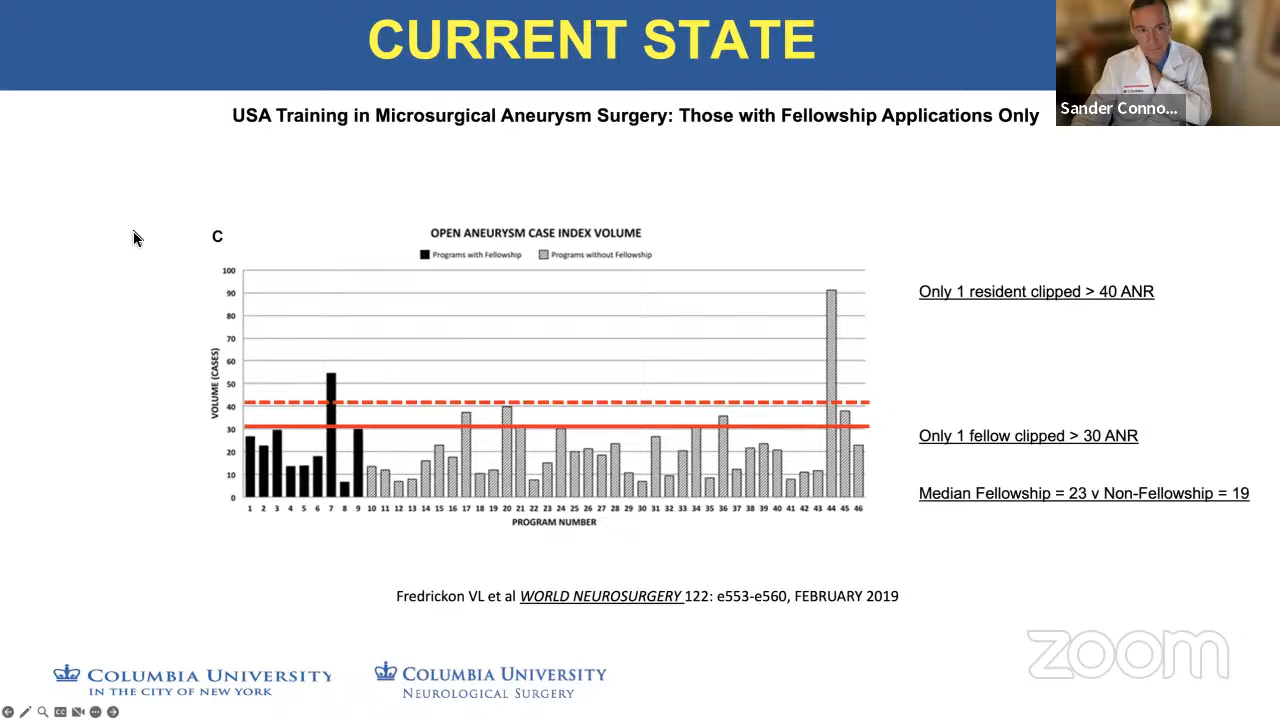 CURRENT STATE
Sander Conno...
USA Training in Microsurgical Aneurysm Surgery: Those with Fellowship Applications Only
C
OPEN ANEURYSM CASE INDEX VOLUME
Programs with Fellowship
Programs without Fellowship
100
90
80
70
60
50
40
30
20
10
0
VOLUME (CASES)
1 2 3 4 5 6 7 8 9 10 11 12 13 14 15 16 17 18 19 20 21 22 23 24 25 26 27 28 29 30 31 32 33 34 35 36 37 38 39 40 41 42 43 44 45 46
PROGRAM NUMBER
Only 1 resident clipped > 40 ANR
Only 1 fellow clipped > 30 ANR
Median Fellowship = 23 v Non-Fellowship = 19
Fredrickon VL et al WORLD NEUROSURGERY 122: e553-e560, FEBRUARY 2019
COLUMBIA UNIVERSITY
IN THE CITY OF NEW YORK
COLUMBIA UNIVERSITY
NEUROLOGICAL SURGERY
zoom
CC